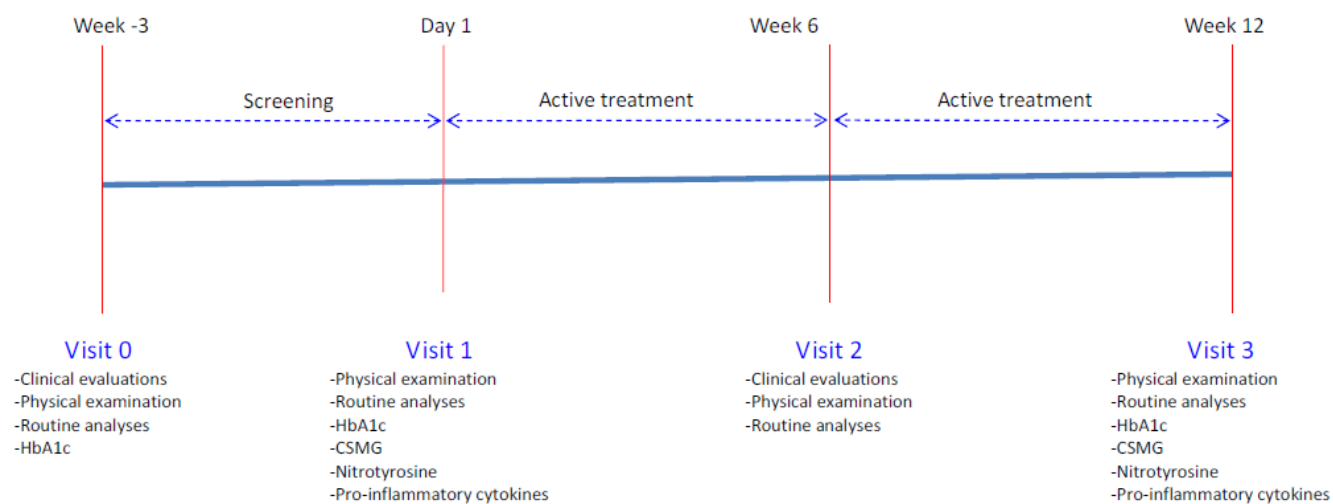 Week -3
Day 1
Week 6
Week 12
Screening
Active treatment
Active treatment
Visit 0
-Clinical evaluations
-Physical examination
-Routine analyses
-HbA1c
Visit 1
-Physical examination
-Routine analyses
-HbA1c
-CSMG
-Nitrotyrosine
-Pro-inflammatory cytokines
Visit 2
-Clinical evaluations
-Physical examination
-Routine analyses
Visit 3
-Physical examination
-Routine analyses
-HbA1c
-CSMG
-Nitrotyrosine
-Pro-inflammatory cytokines